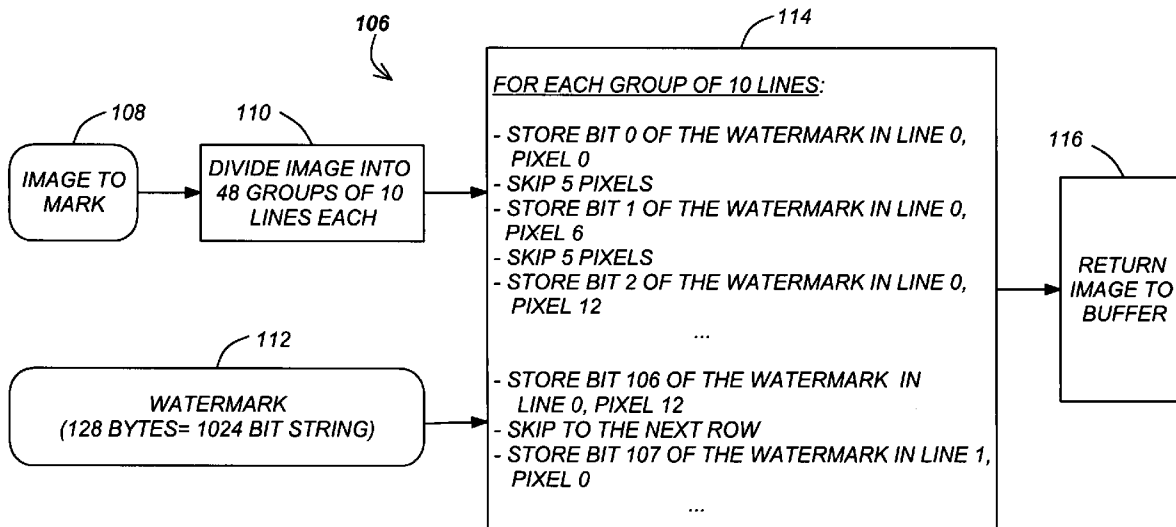 106
108
IMAGE TO
MARK
110
DIVIDE IMAGE INTO
48 GROUPS OF 10
LINES EACH
112
WATERMARK
(128 BYTES= 1024 BIT STRING)
114
FOR EACH GROUP OF 10 LINES:
- STORE BIT 0 OF THE WATERMARK IN LINE 0,
PIXEL 0
- SKIP 5 PIXELS
- STORE BIT 1 OF THE WATERMARK IN LINE 0,
PIXEL 6
- SKIP 5 PIXELS
- STORE BIT 2 OF THE WATERMARK IN LINE 0,
PIXEL 12
...
- STORE BIT 106 OF THE WATERMARK IN
LINE 0, PIXEL 12
- SKIP TO THE NEXT ROW
- STORE BIT 107 OF THE WATERMARK IN LINE 1,
PIXEL 0
...
116
RETURN
IMAGE TO
BUFFER